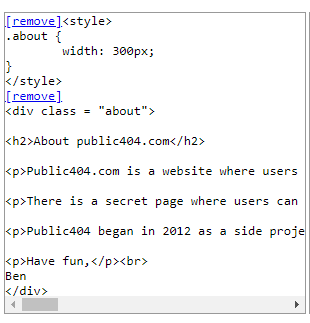 [remove]<style>
.about {
width: 300px;
}
</style>
[remove]
<div class = "about">
<h2>About public404.com</h2>
<p>Public404.com is a website where users
<p>There is a secret page where users can
<p>Public404 began in 2012 as a side proje
<p>Have fun,</p><br>
Ben
</div>